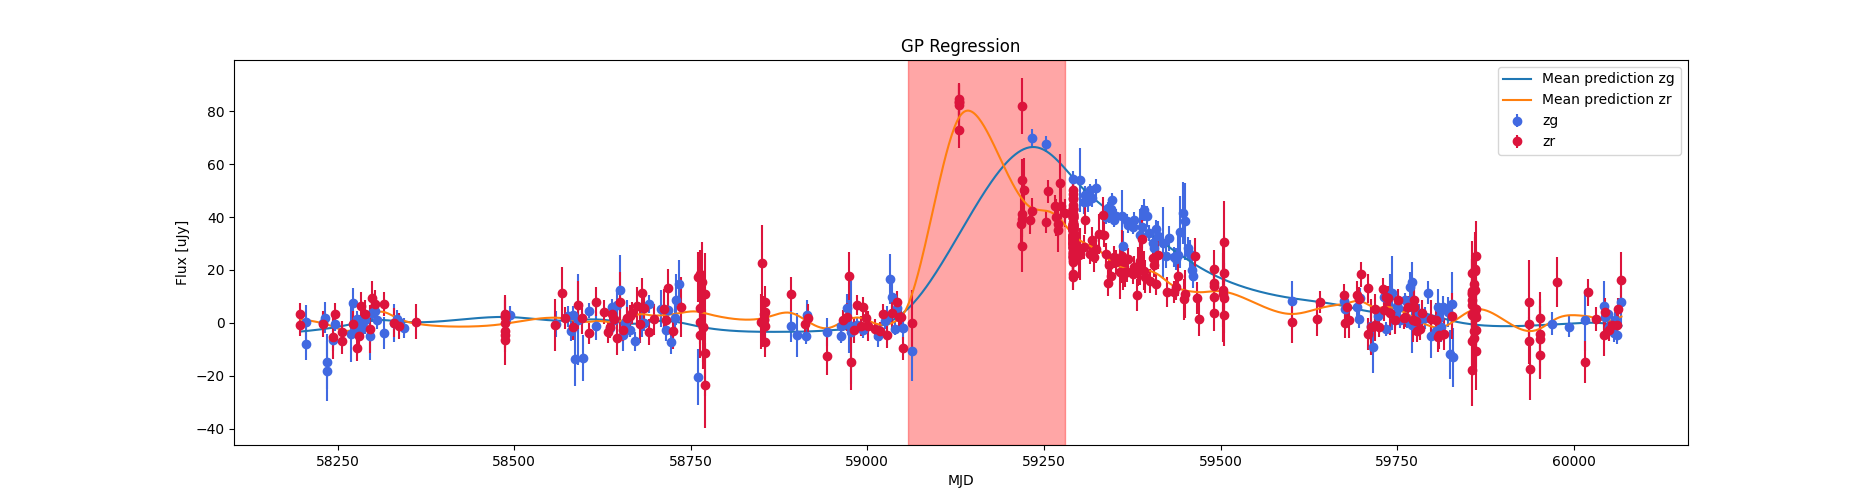 GP Regression
Mean prediction zg
Mean prediction zr
zg
zr
Flux [uJy]
80
60
40
20
0
−20
−40
58250
58500
58750
59000
59250
59500
59750
60000
MJD